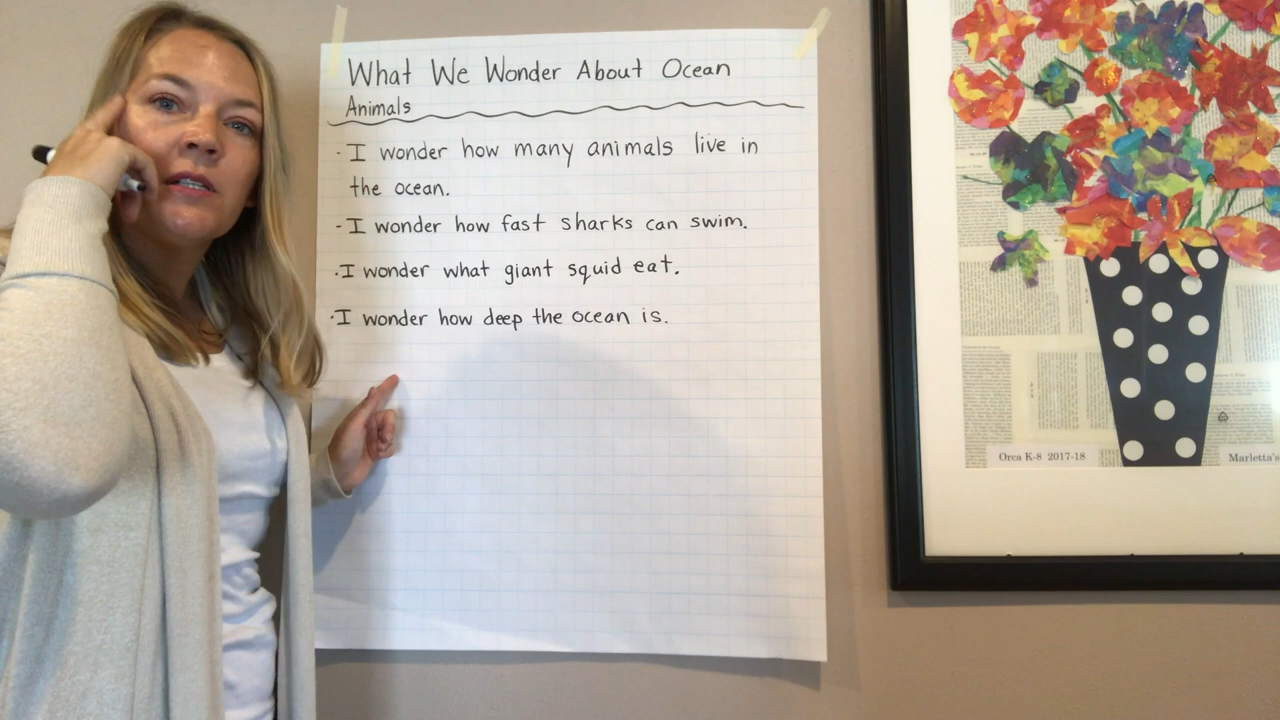 What We Wonder About Ocean
Animals
· I wonder how many animals live in
the ocean.
- I wonder how fast sharks can swim.
· I wonder what giant squid eat.
· I wonder how deep the ocean is.
Orca K-8 2017-18
Marletta's